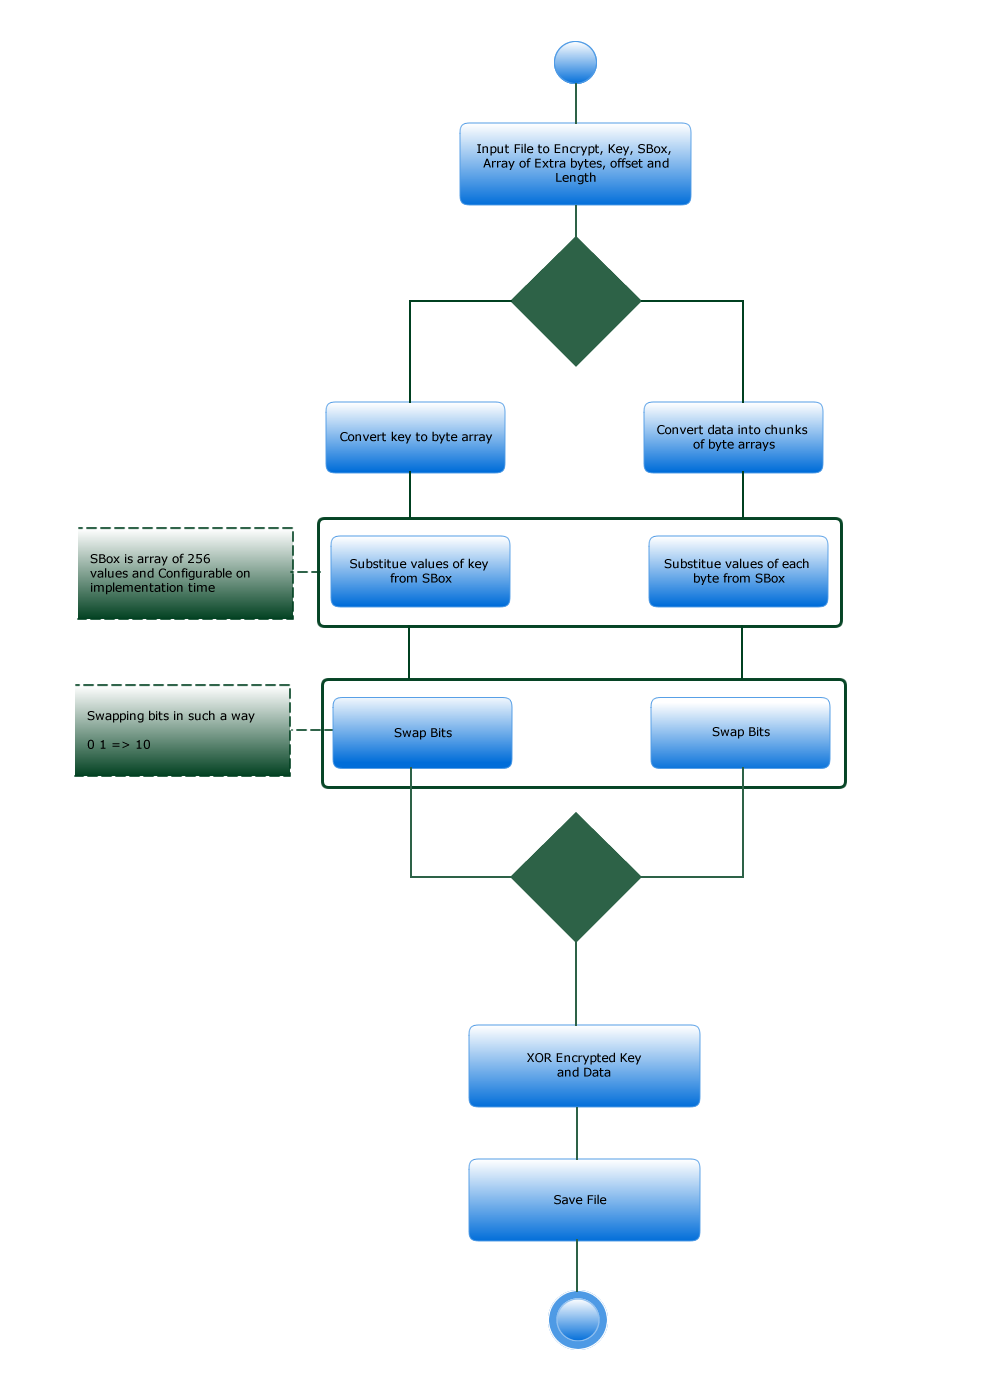 Input File to Encrypt, Key, SBox,
Array of Extra bytes, offset and
Length
Convert key to byte array
Convert data into chunks
of byte arrays
SBox is array of 256
values and Configurable on
implementation time
Substitue values of key
from SBox
Substitue values of each
byte from SBox
Swapping bits in such a way
0 1 => 10
Swap Bits
Swap Bits
XOR Encrypted Key
and Data
Save File